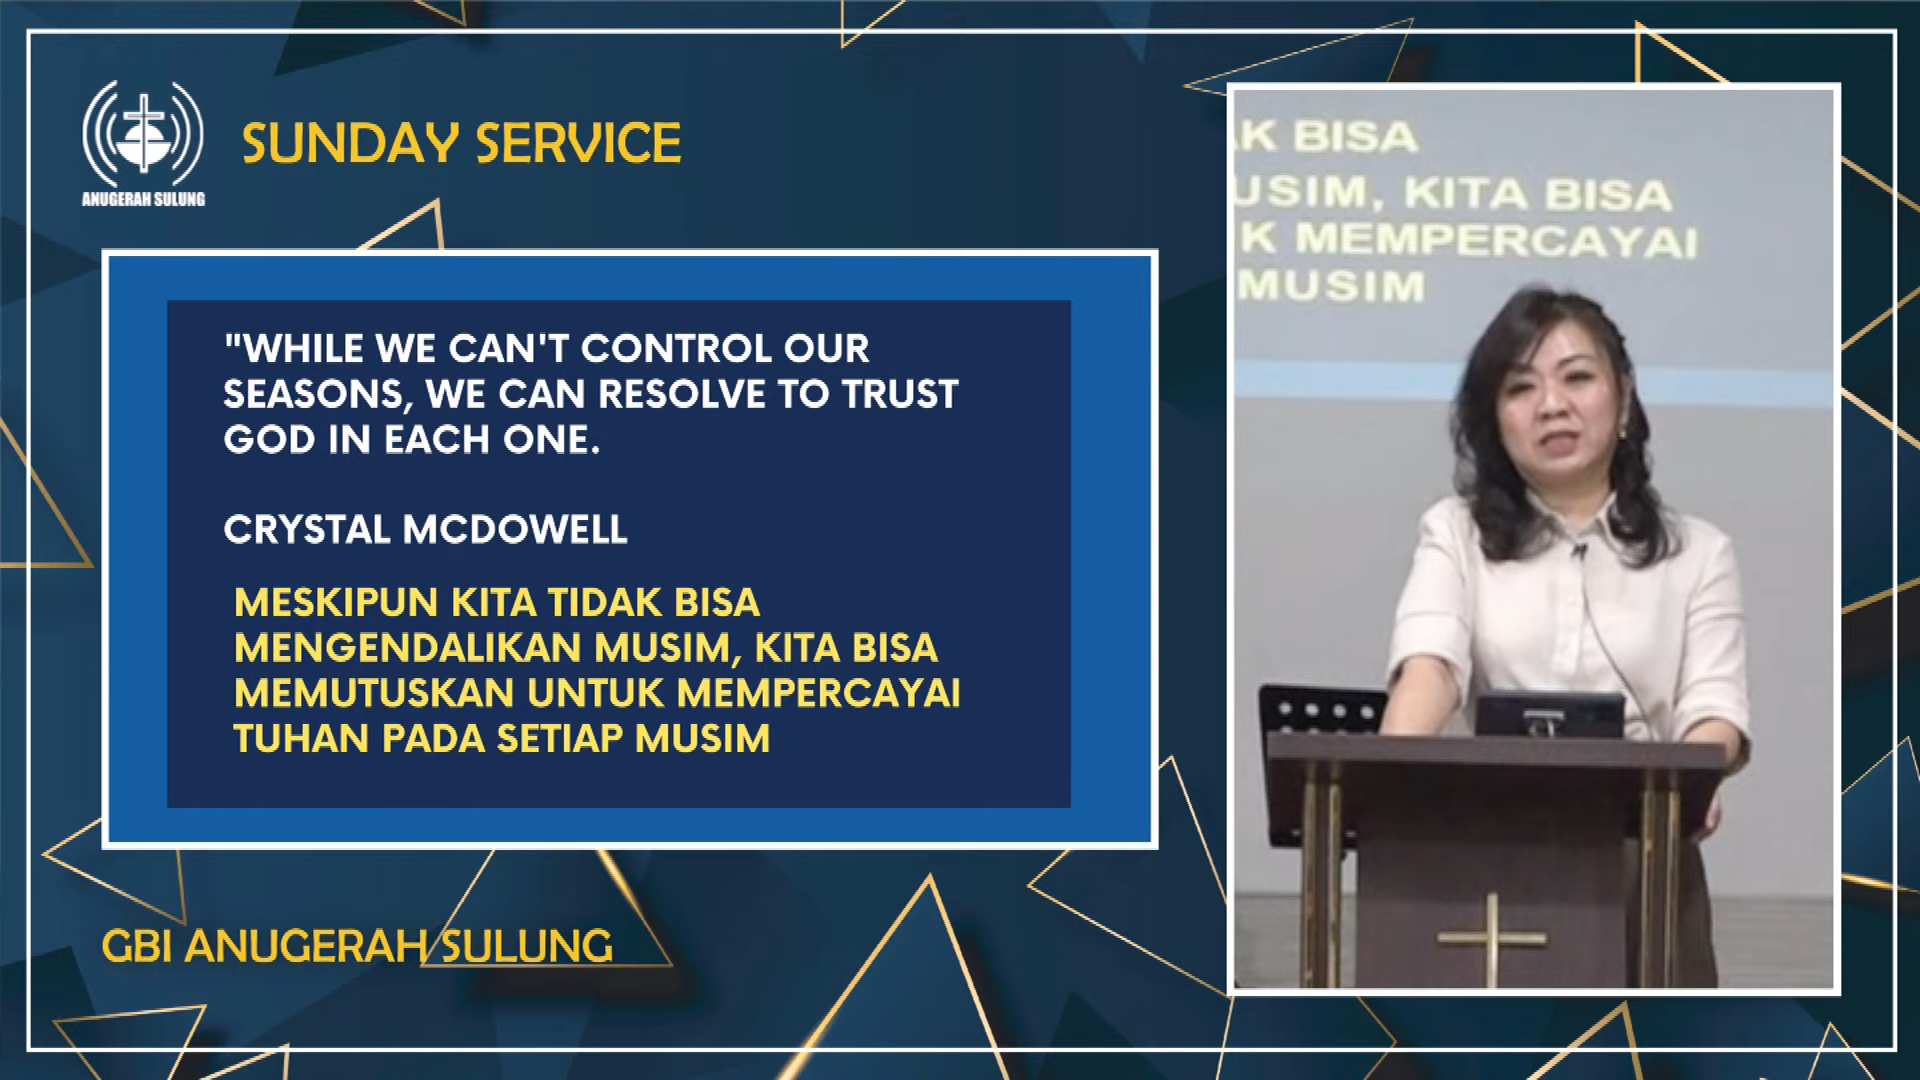 ANUGERAH SULUNG
SUNDAY SERVICE
"WHILE WE CAN'T CONTROL OUR
SEASONS, WE CAN RESOLVE TO TRUST
GOD IN EACH ONE.
CRYSTAL MCDOWELL
MESKIPUN KITA TIDAK BISA
MENGENDALIKAN MUSIM, KITA BISA
MEMUTUSKAN UNTUK MEMPERCAYAI
TUHAN PADA SETIAP MUSIM
GBI ANUGERAH SULUNG
AK BISA
USIM, KITA BISA
K MEMPERCAYAI
MUSIM